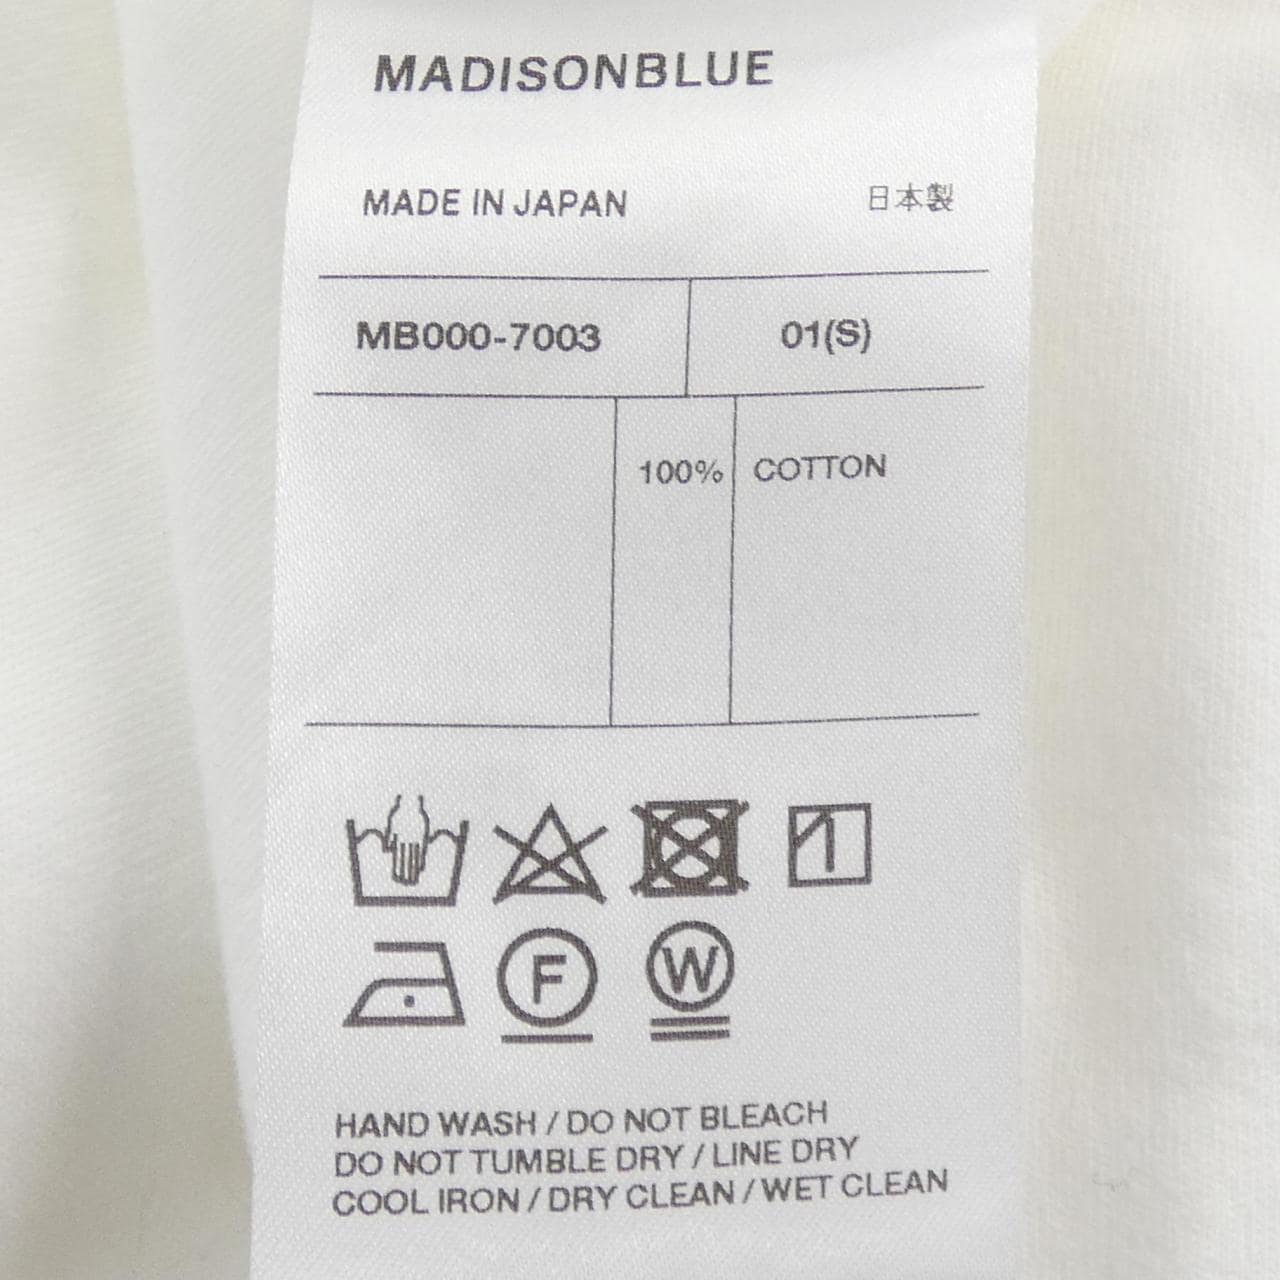 MADISONBLUE
MADE IN JAPAN 日本製
MB000-7003 01(S)
100% COTTON
F W
HAND WASH / DO NOT BLEACH
DO NOT TUMBLE DRY / LINE DRY
COOL IRON / DRY CLEAN / WET CLEAN